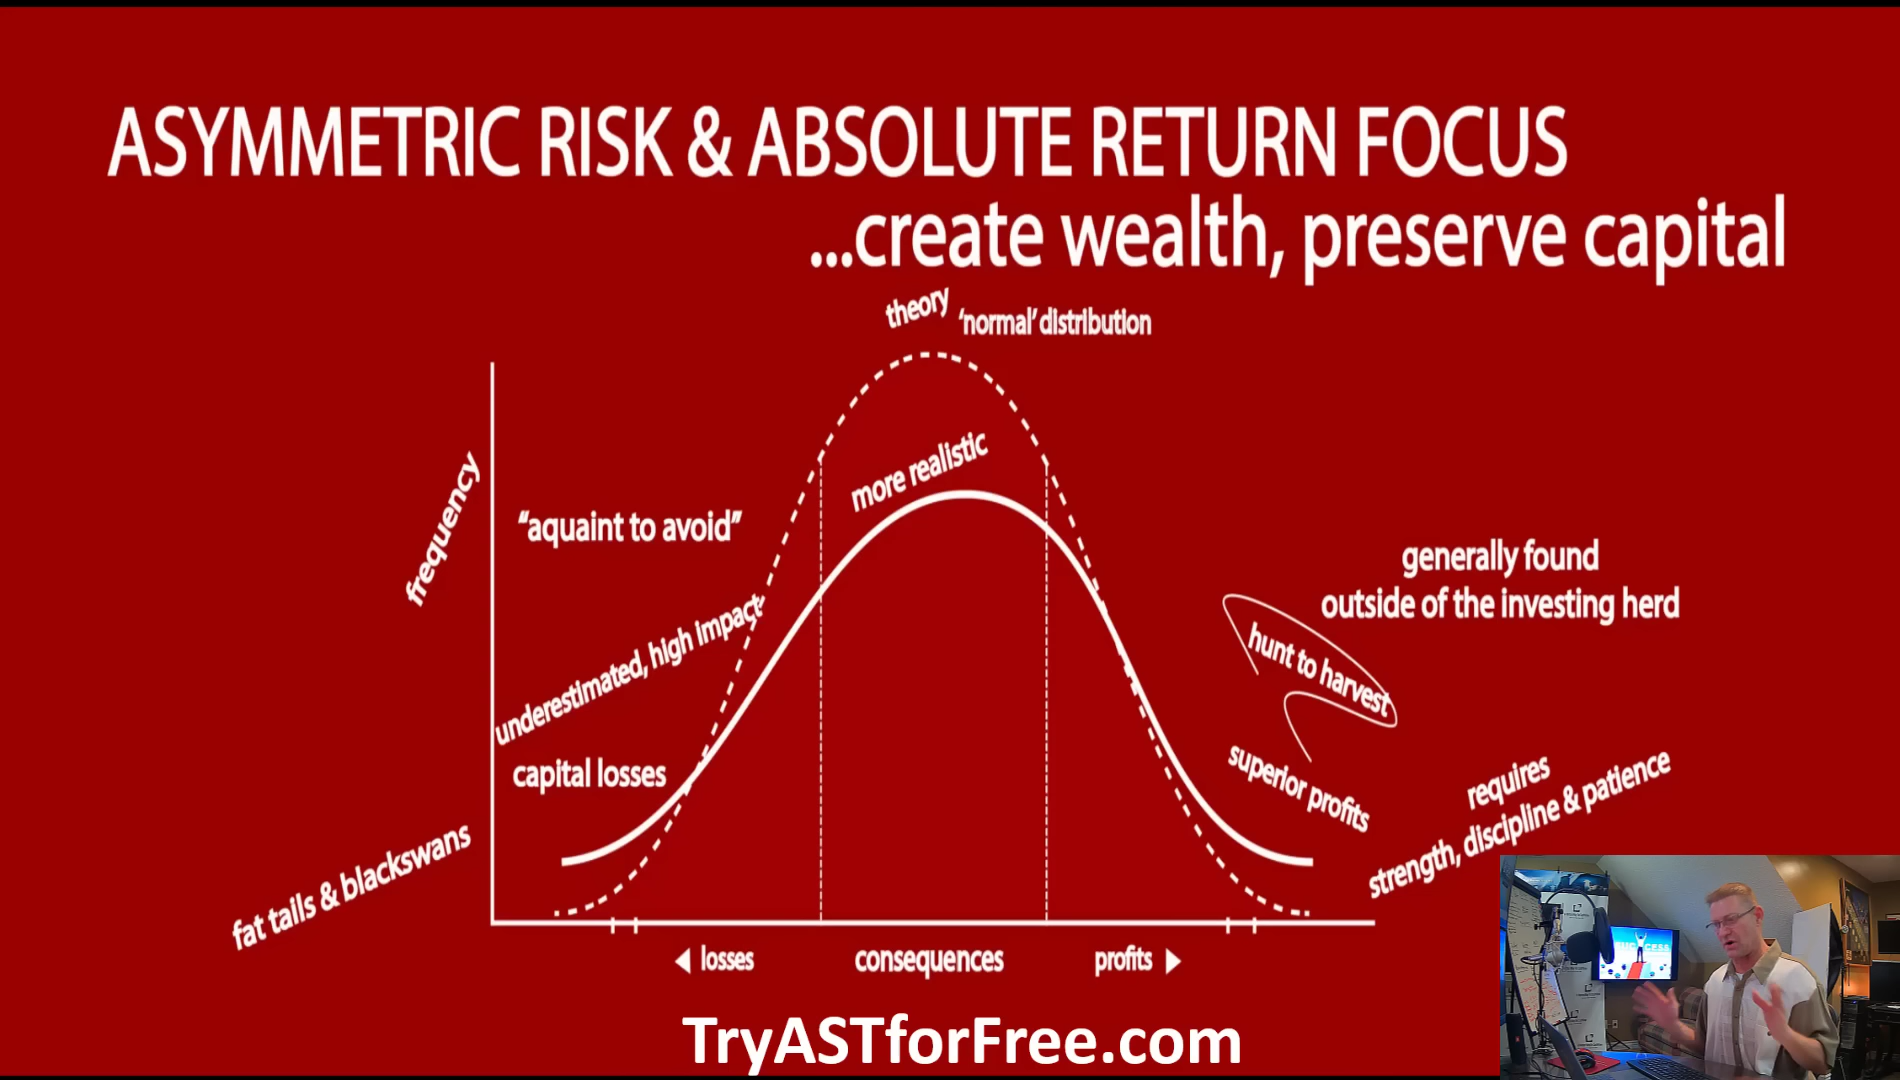 ASYMMETRIC RISK & ABSOLUTE RETURN FOCUS
...create wealth, preserve capital
theory
'normal' distribution
more realistic
frequency
"aquaint to avoid"
underestimated, high impact
capital losses
fat tails & blackswans
generally found
outside of the investing herd
hunt to harvest
superior profits
requires
strength, discipline & patience
losses
consequences
profits
TryASTforFree.com